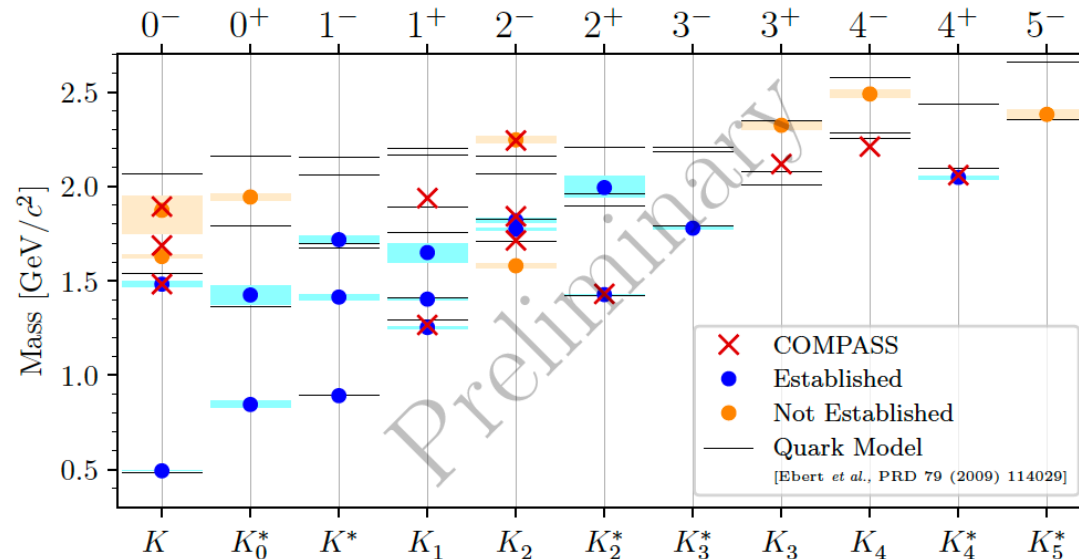 0⁻ 0⁺ 1⁻ 1⁺ 2⁻ 2⁺ 3⁻ 3⁺ 4⁻ 4⁺ 5⁻
Mass [GeV/c²]
2.5
2.0
1.5
1.0
0.5
Preliminary
COMPASS
Established
Not Established
Quark Model
[Ebert et al., PRD 79 (2009) 114029]
K K₀* K* K₁ K₂ K₂* K₃* K₃ K₄ K₄* K₅*